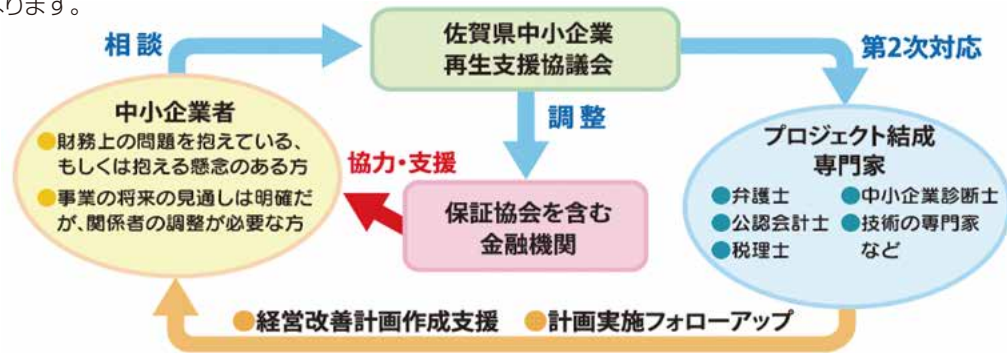 ります。
相談
佐賀県中小企業
再生支援協議会
第2次対応
中小企業者
●財務上の問題を抱えている、
もしくは抱える懸念のある方
●事業の将来の見通しは明確だ
が、関係者の調整が必要な方
調整
協力・支援
保証協会を含む
金融機関
プロジェクト結成
専門家
●弁護士 ●中小企業診断士
●公認会計士 ●技術の専門家
●税理士 など
●経営改善計画作成支援 ●計画実施フォローアップ